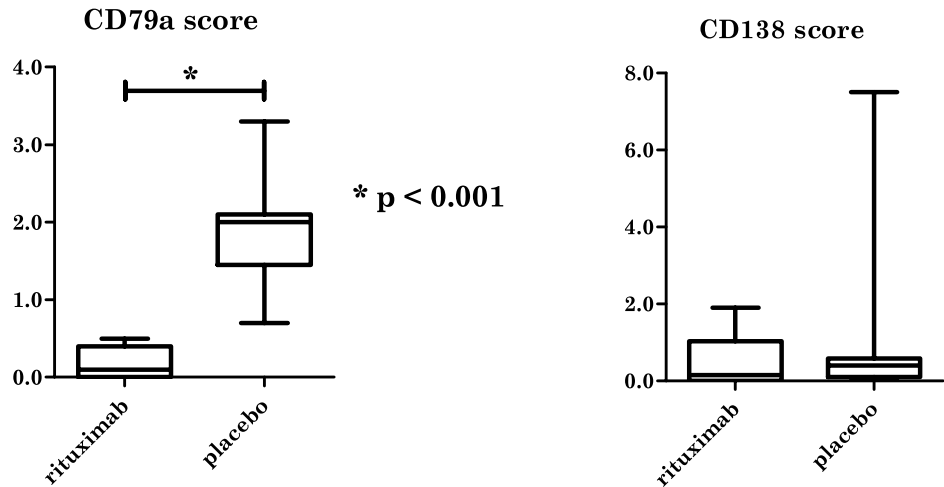 CD79a score
4.0
3.0
2.0
1.0
0.0
*
rituximab
placebo
* p < 0.001
CD138 score
8.0
6.0
4.0
2.0
0.0
rituximab
placebo